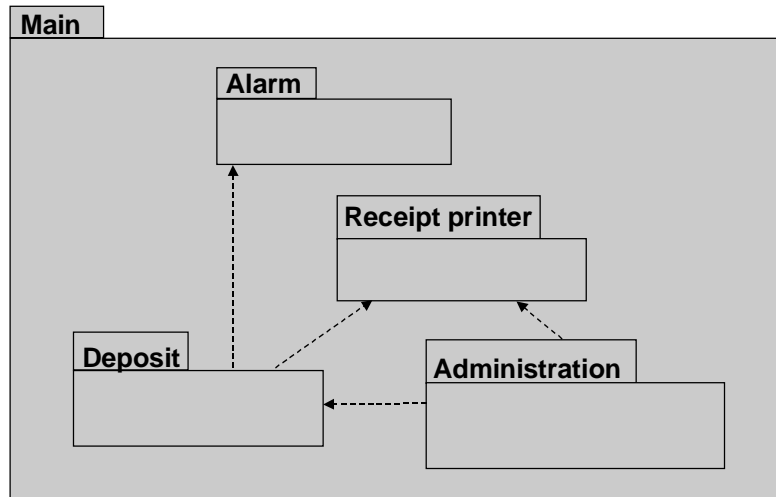 Main
Alarm
Receipt printer
Deposit
Administration